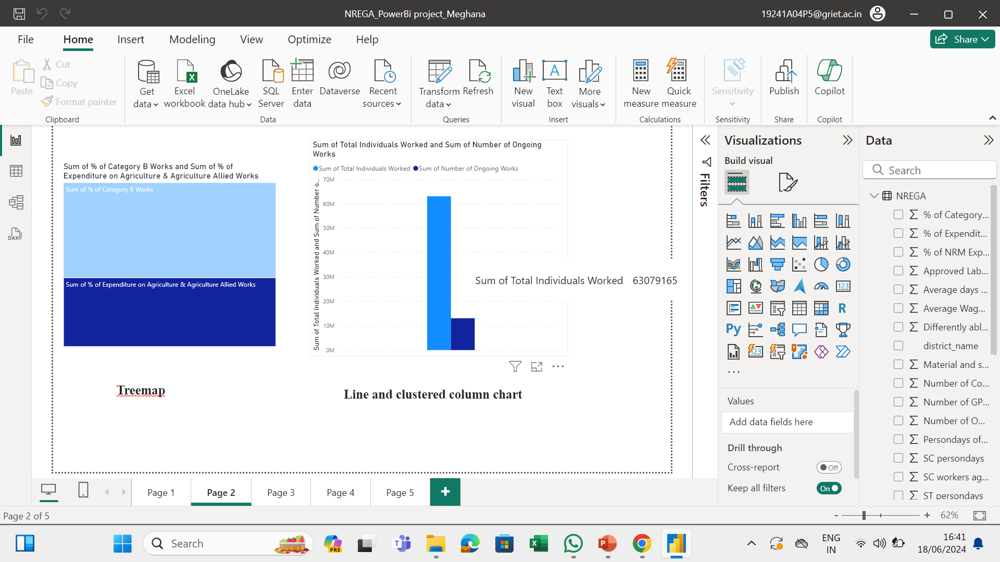 NREGA_PowerBi project_Meghana
19241A04P5@griet.ac.in
File Home Insert Modeling View Optimize Help
Share
Paste
Cut
Copy
Format painter
Clipboard
Get data
Excel workbook
OneLake data hub
SQL Server
Enter data
Dataverse
Recent sources
Data
Transform data
Refresh
Queries
New visual
Text box
More visuals
Insert
New measure
Quick measure
Calculations
Sensitivity
Sensitivity
Publish
Share
Copilot
Copilot
Sum of % of Category B Works and Sum of % of
Expenditure on Agriculture & Agriculture Allied Works
Sum of % of Category B Works
Sum of % of Expenditure on Agriculture & Agriculture Allied Works
Treemap
Sum of Total Individuals Worked and Sum of Number of Ongoing
Works
Sum of Total Individuals Worked Sum of Number of Ongoing Works
Sum of Total Individuals Worked and Sum of Number o...
70M
60M
50M
40M
30M
20M
10M
0M
Sum of Total Individuals Worked 63079165
Line and clustered column chart
Filters
Visualizations
Build visual
123
R
Py
123
...
Values
Add data fields here
Drill through
Cross-report Off
Keep all filters On
Data
Search
NREGA
% of Category...
% of Expendit...
% of NRM Exp...
Approved Lab...
Average days ...
Average Wag...
Differently abl...
district_name
Material and s...
Number of Co...
Number of GP...
Number of O...
Persondays of...
SC persondays
SC workers ag...
ST persondays
DAX
Page 1 Page 2 Page 3 Page 4 Page 5 +
Page 2 of 5
- + 62%
Search
PRE
ENG
IN
16:41
18/06/2024